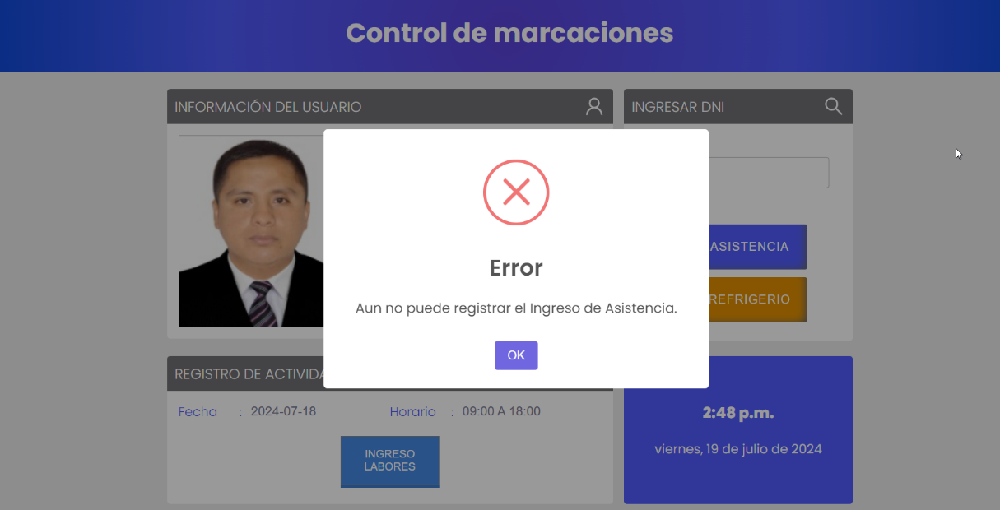 Control de marcaciones
INFORMACIÓN DEL USUARIO
INGRESAR DNI
Error
Aun no puede registrar el Ingreso de Asistencia.
OK
ASISTENCIA
REFRIGERIO
REGISTRO DE ACTIVIDA
Fecha : 2024-07-18 Horario : 09:00 A 18:00
INGRESO
LABORES
2:48 p.m.
viernes, 19 de julio de 2024